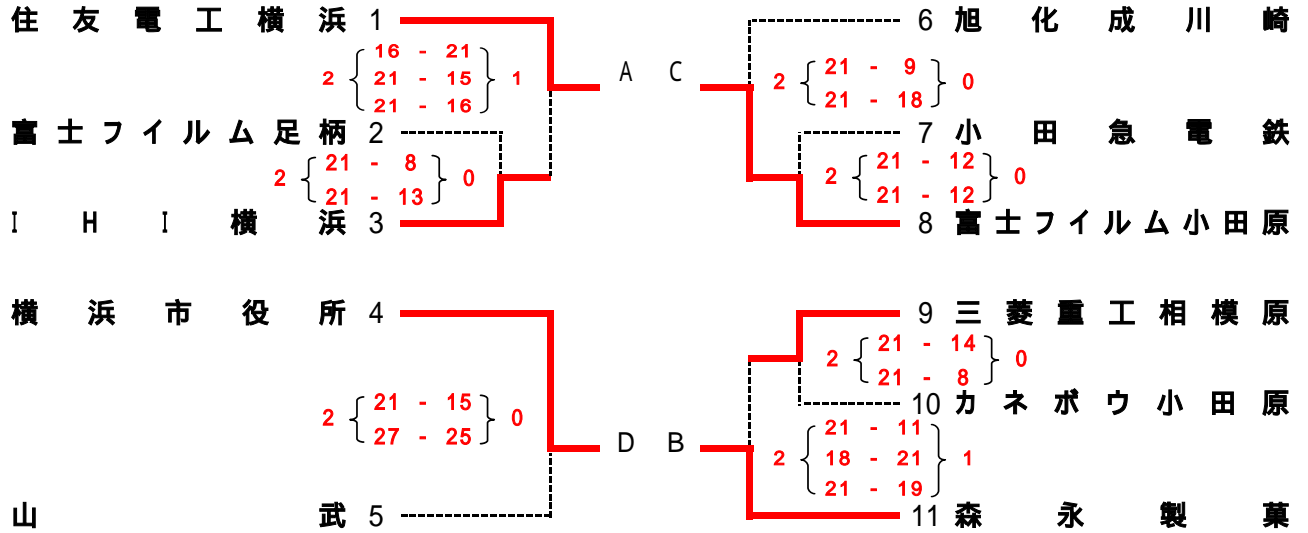 住友電工横浜 1
16 - 21
2 21 - 15 1
21 - 16
富士フイルム足柄 2
21 - 8
2 0
21 - 13
IHI横浜 3
A C
6 旭化成川崎
21 - 9
2 0
21 - 18
7 小田急電鉄
21 - 12
2 0
21 - 12
8 富士フイルム小田原
横浜市役所 4
21 - 15
2 0
27 - 25
山武 5
D B
9 三菱重工相模原
21 - 14
2 0
21 - 8
10 カネボウ小田原
21 - 11
2 18 - 21 1
21 - 19
11 森永製菓